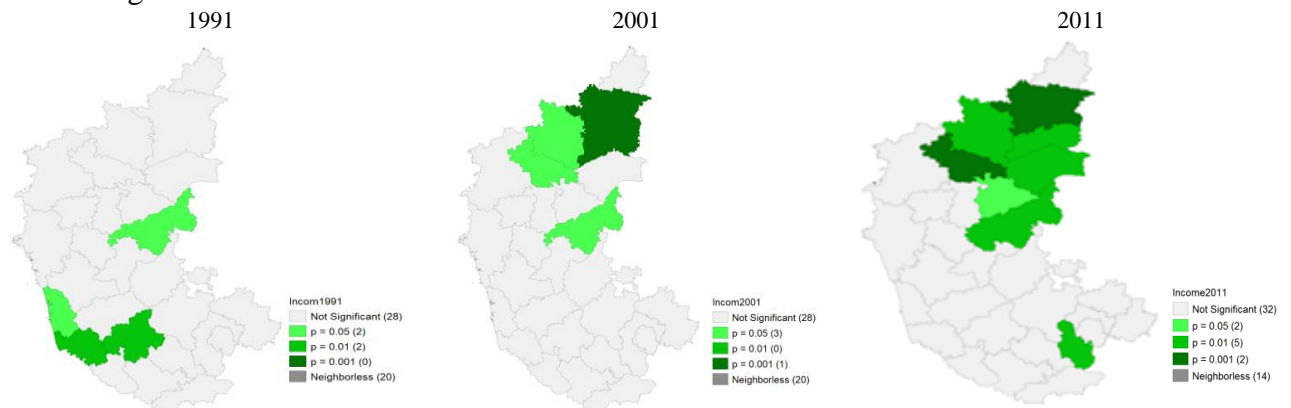 1991
2001
2011
Incom1991
Not Significant (28)
p = 0.05 (2)
p = 0.01 (2)
p = 0.001 (0)
Neighborless (20)
Incom2001
Not Significant (28)
p = 0.05 (3)
p = 0.01 (0)
p = 0.001 (1)
Neighborless (20)
Income2011
Not Significant (32)
p = 0.05 (2)
p = 0.01 (5)
p = 0.001 (2)
Neighborless (14)